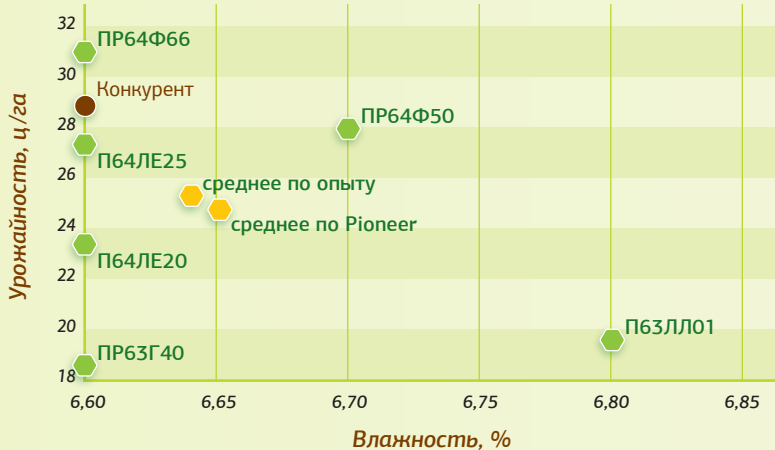 32
ПР64Ф66
30
Конкурент
28
ПР64Ф50
П64ЛЕ25
26
среднее по опыту
24
среднее по Pioneer
П64ЛЕ20
22
20
П63ЛЛ01
ПР63Г40
18
6,60 6,65 6,70 6,75 6,80 6,85
Влажность, %
Урожайность, ц/га